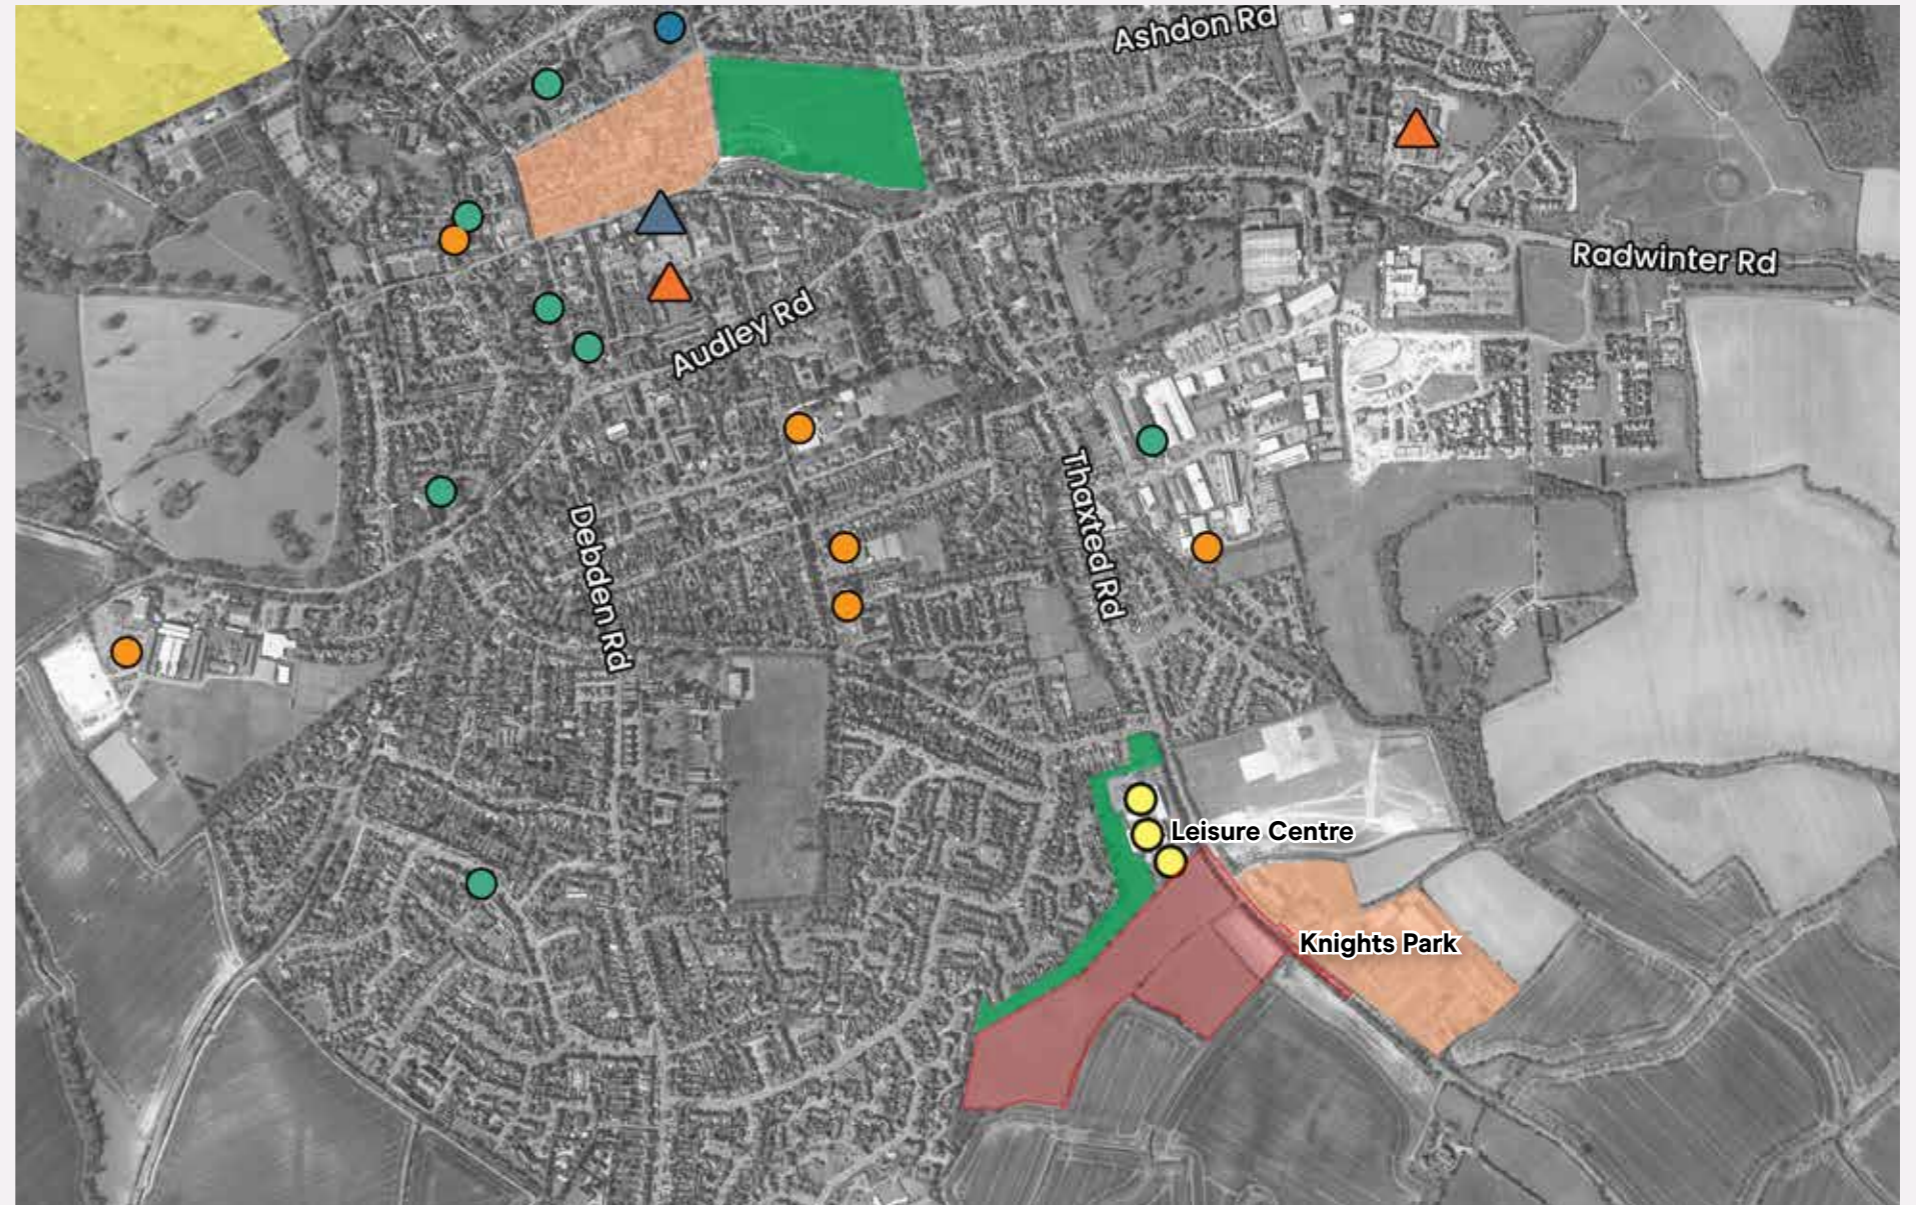 Ashdon Rd
Radwinter Rd
Audley Rd
Thaxted Rd
Debden Rd
Leisure Centre
Knights Park